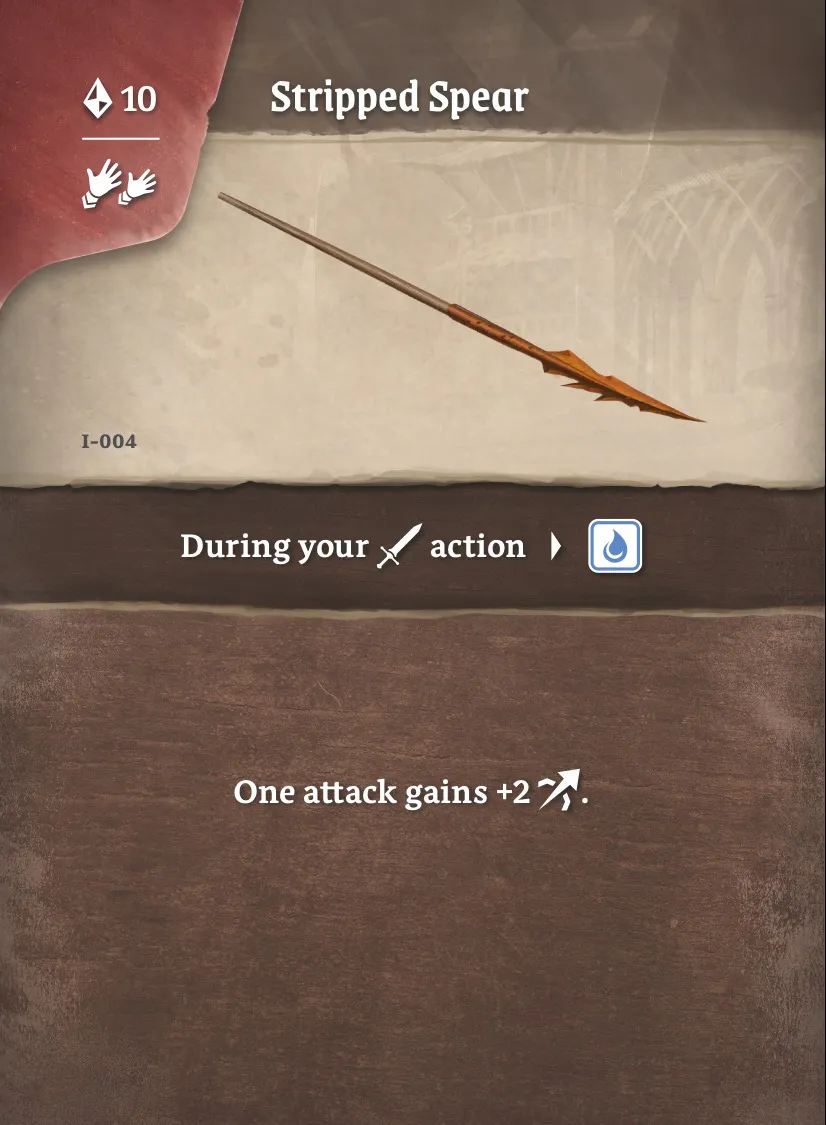 10
Stripped Spear
I-004
During your action
One attack gains +2 .